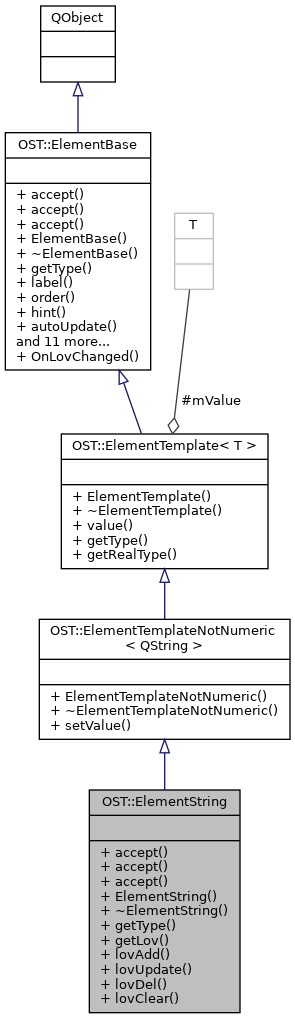 QObject
OST::ElementBase
+ accept()
+ accept()
+ accept()
+ ElementBase()
+ ~ElementBase()
+ getType()
+ label()
+ order()
+ hint()
+ autoUpdate()
and 11 more...
+ OnLovChanged()
T
#mValue
OST::ElementTemplate< T >
+ ElementTemplate()
+ ~ElementTemplate()
+ value()
+ getType()
+ getRealType()
OST::ElementTemplateNotNumeric
< QString >
+ ElementTemplateNotNumeric()
+ ~ElementTemplateNotNumeric()
+ setValue()
OST::ElementString
+ accept()
+ accept()
+ accept()
+ ElementString()
+ ~ElementString()
+ getType()
+ getLov()
+ lovAdd()
+ lovUpdate()
+ lovDel()
+ lovClear()